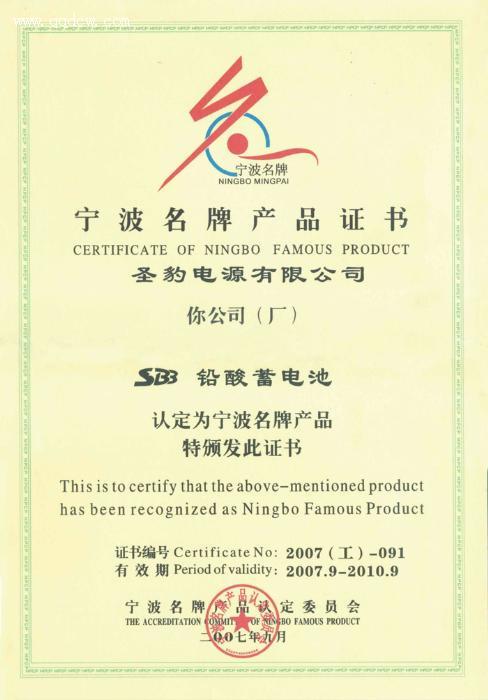 宁波名牌
NINGBO MINGPAI
宁波名牌产品证书
CERTIFICATE OF NINGBO FAMOUS PRODUCT
圣豹电源有限公司
你公司（厂）
SBB 铅酸蓄电池
认定为宁波名牌产品
特颁发此证书
This is to certify that the above-mentioned product
has been recognized as Ningbo Famous Product
证书编号 Certificate No: 2007（工）-091
有效期 Period of validity: 2007.9-2010.9
宁波名牌产品认定委员会
THE ACCREDITATION COMMITTEE OF NINGBO FAMOUS PRODUCT
二〇〇七年九月